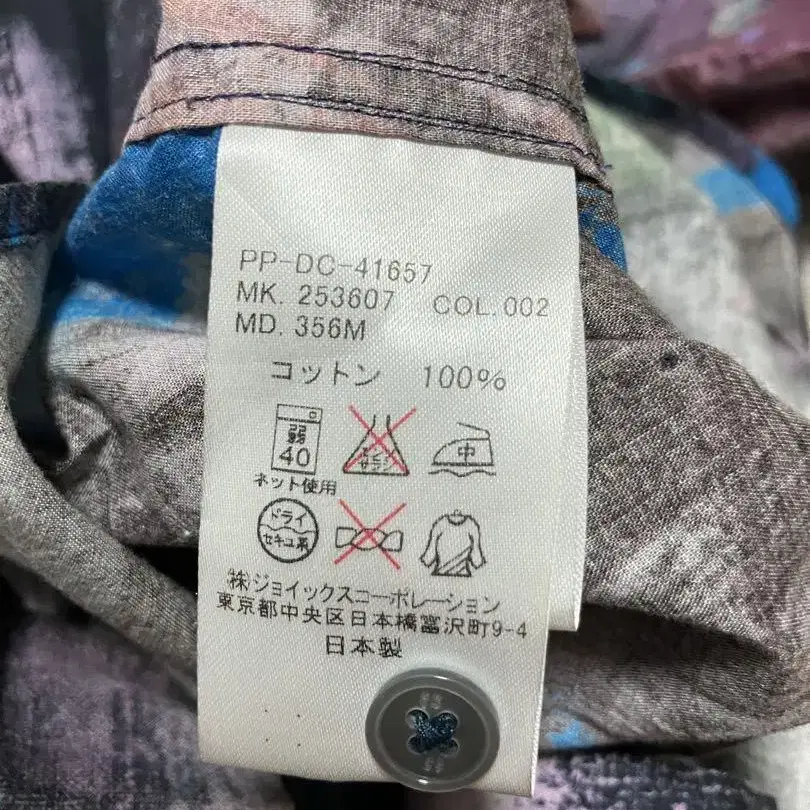 PP-DC-41657
MK. 253607 COL.002
MD. 356M
コットン 100%
弱
40
エンソ
サラシ
中
ネット使用
ドライ
セキユ系
㈱ジョイックスコーポレーション
東京都中央区日本橋富沢町9-4
日本製